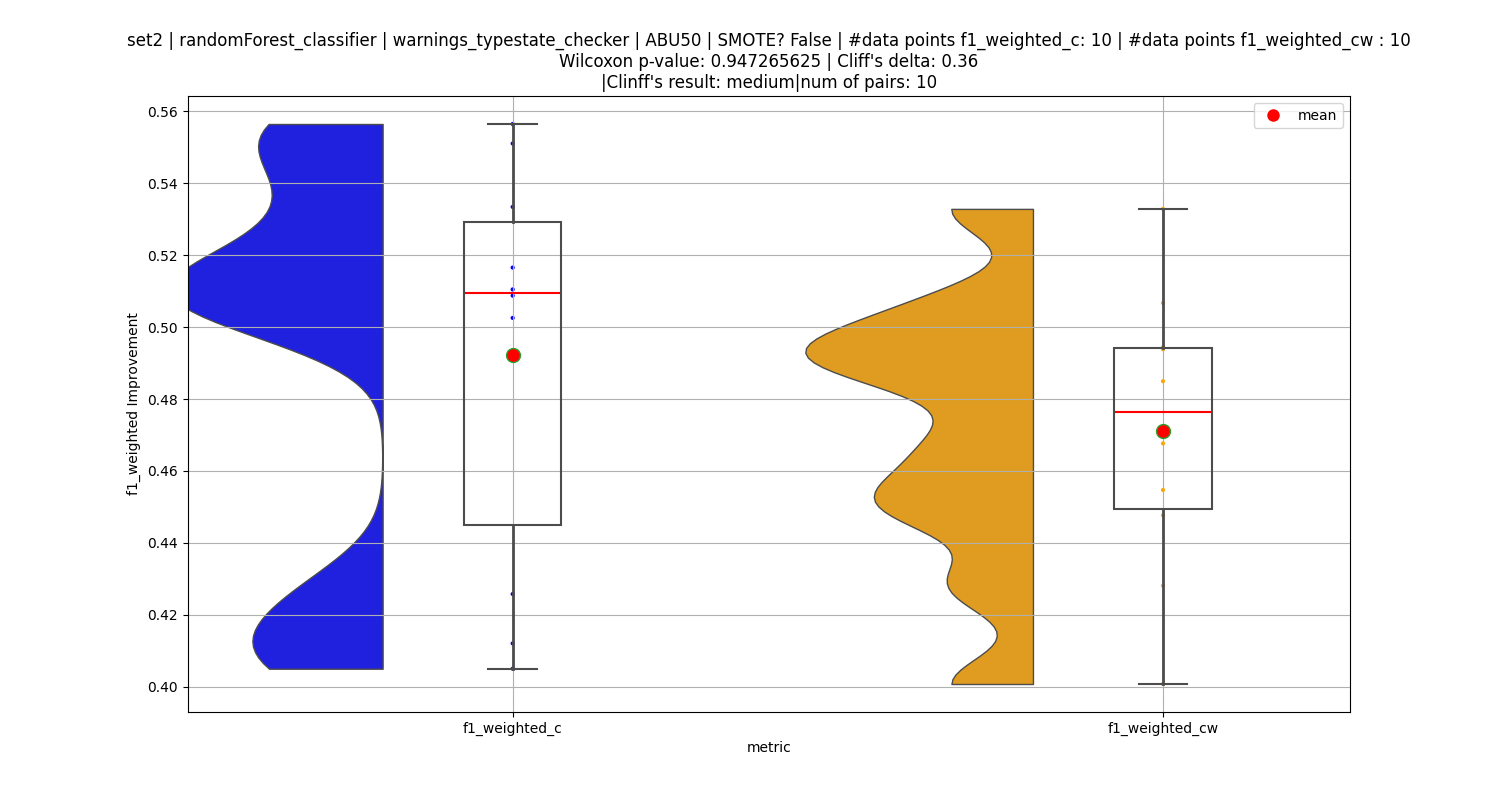 set2 | randomForest_classifier | warnings_typestate_checker | ABU50 | SMOTE? False | #data points f1_weighted_c: 10 | #data points f1_weighted_cw : 10
Wilcoxon p-value: 0.947265625 | Cliff's delta: 0.36
|Clinff's result: medium|num of pairs: 10
mean
0.56
0.54
0.52
0.50
0.48
0.46
0.44
0.42
0.40
f1_weighted Improvement
f1_weighted_c
f1_weighted_cw
metric